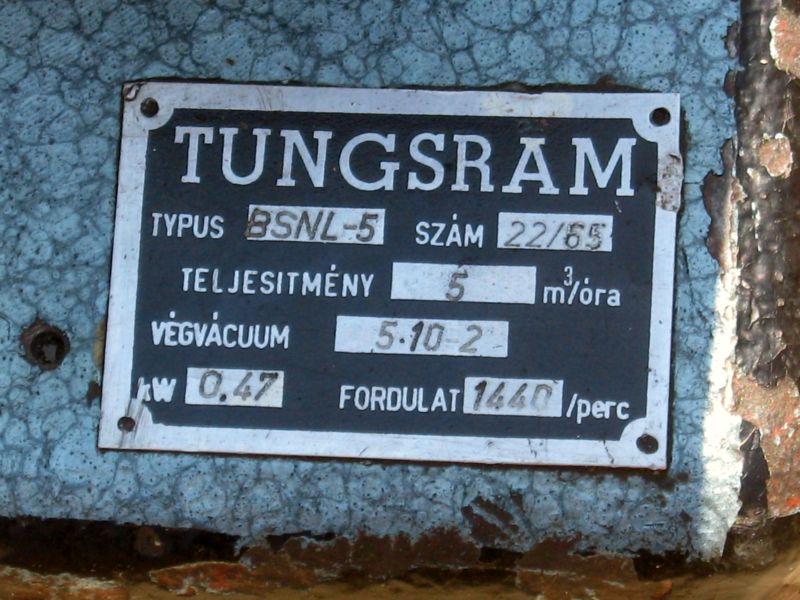 TUNGSRAM
TYPUS BSNL-5 SZÁM 22/65
TELJESITMÉNY 5 m³/óra
VÉGVÁCUUM 5·10-2
kW 0.47 FORDULAT 1440 /perc